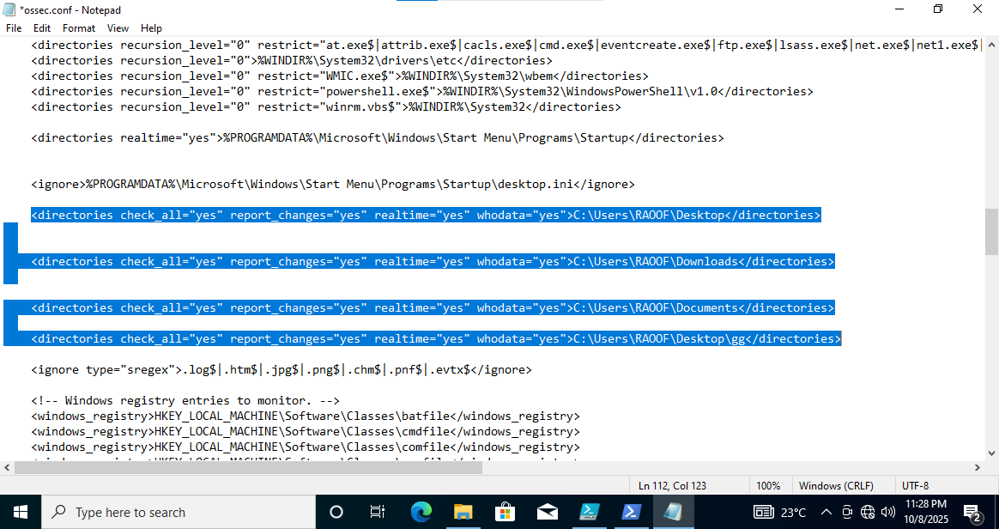 *ossec.conf - Notepad
File Edit Format View Help
<directories recursion_level="0" restrict="at.exe$|attrib.exe$|cacls.exe$|cmd.exe$|eventcreate.exe$|ftp.exe$|lsass.exe$|net.exe$|net1.exe$|
<directories recursion_level="0">%WINDIR%\System32\drivers\etc</directories>
<directories recursion_level="0" restrict="WMIC.exe$">%WINDIR%\System32\wbem</directories>
<directories recursion_level="0" restrict="powershell.exe$">%WINDIR%\System32\WindowsPowerShell\v1.0</directories>
<directories recursion_level="0" restrict="winrm.vbs$">%WINDIR%\System32</directories>
<directories realtime="yes">%PROGRAMDATA%\Microsoft\Windows\Start Menu\Programs\Startup</directories>
<ignore>%PROGRAMDATA%\Microsoft\Windows\Start Menu\Programs\Startup\desktop.ini</ignore>
<directories check_all="yes" report_changes="yes" realtime="yes" whodata="yes">C:\Users\RAOOF\Desktop</directories>
<directories check_all="yes" report_changes="yes" realtime="yes" whodata="yes">C:\Users\RAOOF\Downloads</directories>
<directories check_all="yes" report_changes="yes" realtime="yes" whodata="yes">C:\Users\RAOOF\Documents</directories>
<directories check_all="yes" report_changes="yes" realtime="yes" whodata="yes">C:\Users\RAOOF\Desktop\gg</directories>
<ignore type="sregex">.log$|.htm$|.jpg$|.png$|.chm$|.pnf$|.evtx$</ignore>
<!-- Windows registry entries to monitor. -->
<windows_registry>HKEY_LOCAL_MACHINE\Software\Classes\batfile</windows_registry>
<windows_registry>HKEY_LOCAL_MACHINE\Software\Classes\cmdfile</windows_registry>
<windows_registry>HKEY_LOCAL_MACHINE\Software\Classes\comfile</windows_registry>
Ln 112, Col 123 100% Windows (CRLF) UTF-8
Type here to search
23°C
11:28 PM
10/8/2025
2